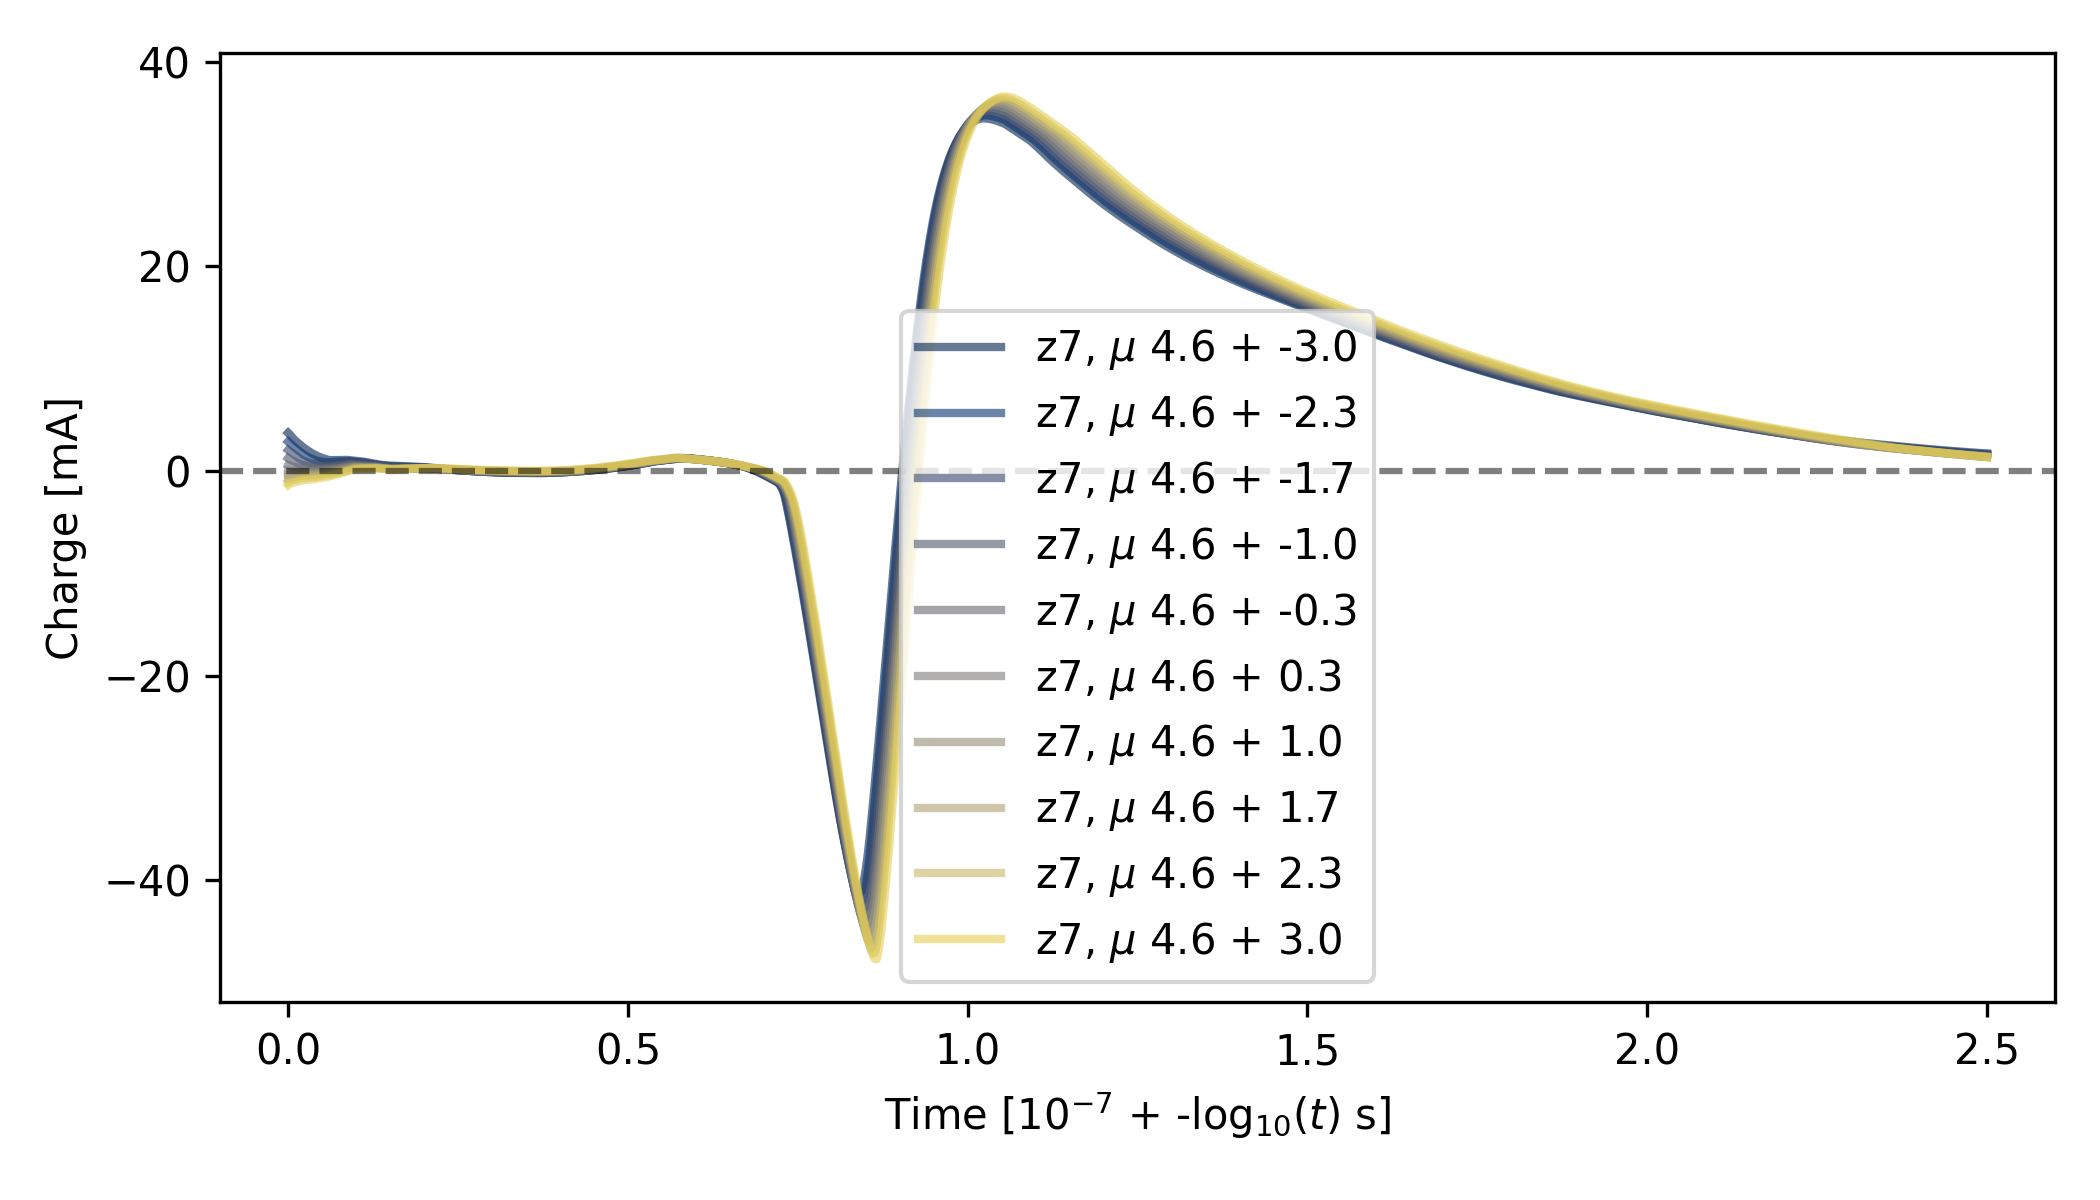 40
20
0
−20
−40
Charge [mA]
z7, μ 4.6 + -3.0
z7, μ 4.6 + -2.3
z7, μ 4.6 + -1.7
z7, μ 4.6 + -1.0
z7, μ 4.6 + -0.3
z7, μ 4.6 + 0.3
z7, μ 4.6 + 1.0
z7, μ 4.6 + 1.7
z7, μ 4.6 + 2.3
z7, μ 4.6 + 3.0
0.0 0.5 1.0 1.5 2.0 2.5
Time [10⁻⁷ + -log₁₀(t) s]